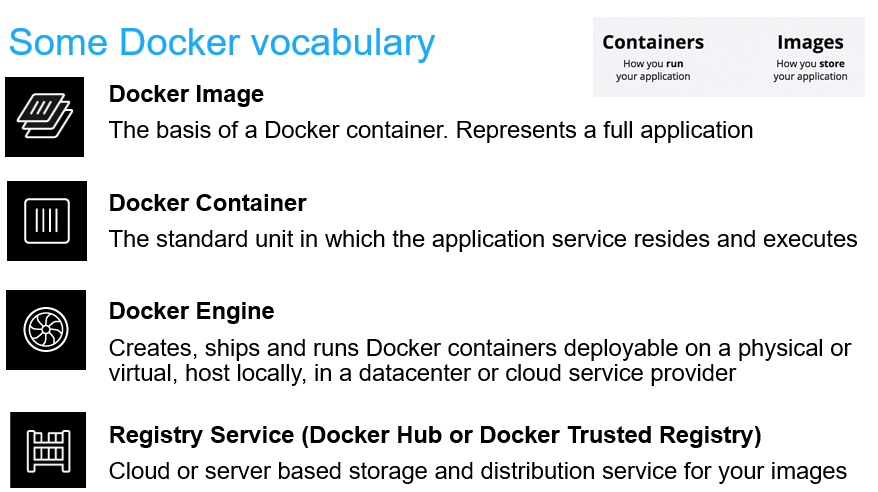 Some Docker vocabulary
Containers
How you run
your application
Images
How you store
your application
Docker Image
The basis of a Docker container. Represents a full application
Docker Container
The standard unit in which the application service resides and executes
Docker Engine
Creates, ships and runs Docker containers deployable on a physical or
virtual, host locally, in a datacenter or cloud service provider
Registry Service (Docker Hub or Docker Trusted Registry)
Cloud or server based storage and distribution service for your images